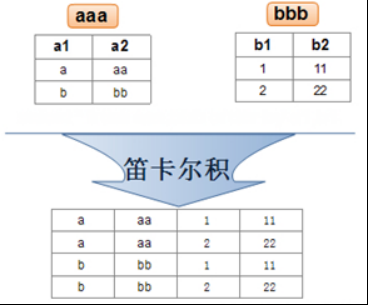 aaa
bbb
a1 a2
a aa
b bb
b1 b2
1 11
2 22
笛卡尔积
a aa 1 11
a aa 2 22
b bb 1 11
b bb 2 22